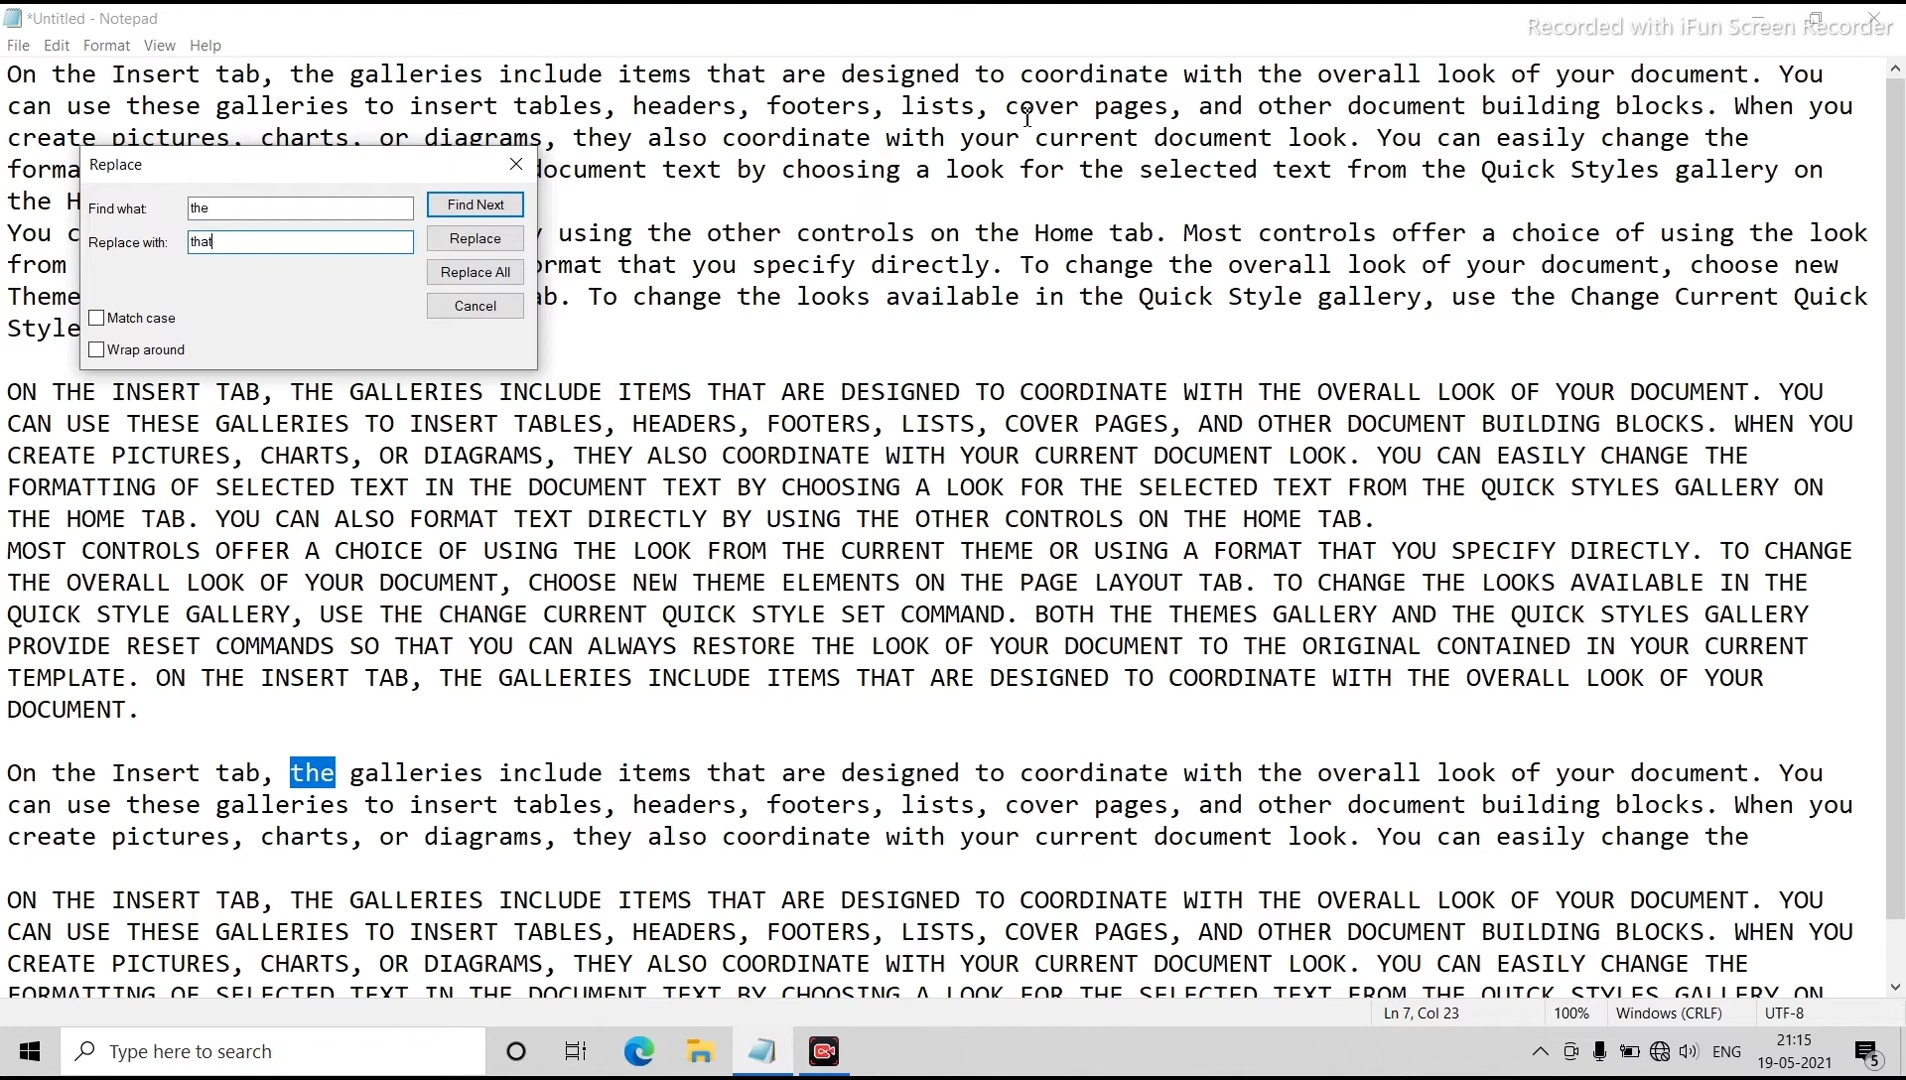 *Untitled - Notepad
Recorded with iFun Screen Recorder
File Edit Format View Help
On the Insert tab, the galleries include items that are designed to coordinate with the overall look of your document. You
can use these galleries to insert tables, headers, footers, lists, cover pages, and other document building blocks. When you
create pictures, charts, or diagrams, they also coordinate with your current document look. You can easily change the
forma
document text by choosing a look for the selected text from the Quick Styles gallery on
the H
You c
y using the other controls on the Home tab. Most controls offer a choice of using the look
from
ormat that you specify directly. To change the overall look of your document, choose new
Theme
ab. To change the looks available in the Quick Style gallery, use the Change Current Quick
Style
Replace
Find what: the
Find Next
Replace with: that
Replace
Replace All
Cancel
Match case
Wrap around
ON THE INSERT TAB, THE GALLERIES INCLUDE ITEMS THAT ARE DESIGNED TO COORDINATE WITH THE OVERALL LOOK OF YOUR DOCUMENT. YOU
CAN USE THESE GALLERIES TO INSERT TABLES, HEADERS, FOOTERS, LISTS, COVER PAGES, AND OTHER DOCUMENT BUILDING BLOCKS. WHEN YOU
CREATE PICTURES, CHARTS, OR DIAGRAMS, THEY ALSO COORDINATE WITH YOUR CURRENT DOCUMENT LOOK. YOU CAN EASILY CHANGE THE
FORMATTING OF SELECTED TEXT IN THE DOCUMENT TEXT BY CHOOSING A LOOK FOR THE SELECTED TEXT FROM THE QUICK STYLES GALLERY ON
THE HOME TAB. YOU CAN ALSO FORMAT TEXT DIRECTLY BY USING THE OTHER CONTROLS ON THE HOME TAB.
MOST CONTROLS OFFER A CHOICE OF USING THE LOOK FROM THE CURRENT THEME OR USING A FORMAT THAT YOU SPECIFY DIRECTLY. TO CHANGE
THE OVERALL LOOK OF YOUR DOCUMENT, CHOOSE NEW THEME ELEMENTS ON THE PAGE LAYOUT TAB. TO CHANGE THE LOOKS AVAILABLE IN THE
QUICK STYLE GALLERY, USE THE CHANGE CURRENT QUICK STYLE SET COMMAND. BOTH THE THEMES GALLERY AND THE QUICK STYLES GALLERY
PROVIDE RESET COMMANDS SO THAT YOU CAN ALWAYS RESTORE THE LOOK OF YOUR DOCUMENT TO THE ORIGINAL CONTAINED IN YOUR CURRENT
TEMPLATE. ON THE INSERT TAB, THE GALLERIES INCLUDE ITEMS THAT ARE DESIGNED TO COORDINATE WITH THE OVERALL LOOK OF YOUR
DOCUMENT.
On the Insert tab, the galleries include items that are designed to coordinate with the overall look of your document. You
can use these galleries to insert tables, headers, footers, lists, cover pages, and other document building blocks. When you
create pictures, charts, or diagrams, they also coordinate with your current document look. You can easily change the
ON THE INSERT TAB, THE GALLERIES INCLUDE ITEMS THAT ARE DESIGNED TO COORDINATE WITH THE OVERALL LOOK OF YOUR DOCUMENT. YOU
CAN USE THESE GALLERIES TO INSERT TABLES, HEADERS, FOOTERS, LISTS, COVER PAGES, AND OTHER DOCUMENT BUILDING BLOCKS. WHEN YOU
CREATE PICTURES, CHARTS, OR DIAGRAMS, THEY ALSO COORDINATE WITH YOUR CURRENT DOCUMENT LOOK. YOU CAN EASILY CHANGE THE
FORMATTING OF SELECTED TEXT IN THE DOCUMENT TEXT BY CHOOSING A LOOK FOR THE SELECTED TEXT FROM THE QUICK STYLES GALLERY ON
Ln 7, Col 23 100% Windows (CRLF) UTF-8
Type here to search
ENG
21:15
19-05-2021
5